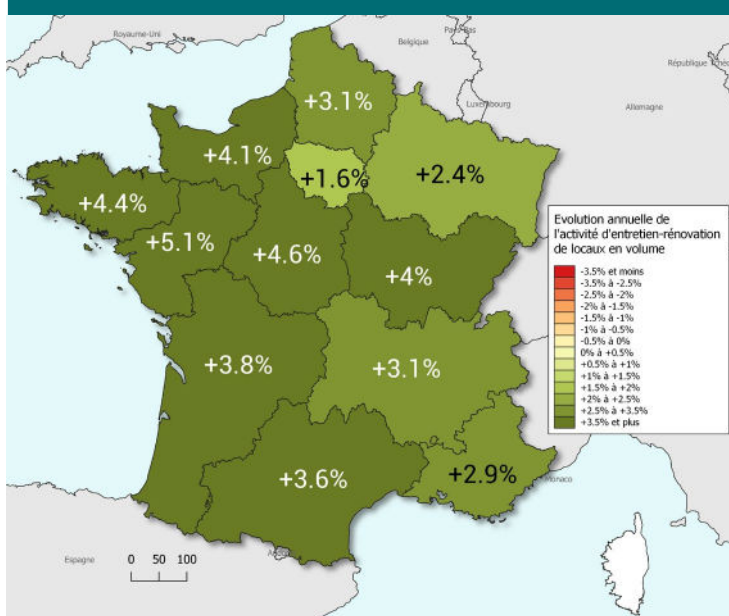 Royaume-Uni
Pays-Bas
Belgique
République Tchè
Luxembourg
Allemagne
+3.1%
+4.1%
+1.6%
+2.4%
+4.4%
+5.1%
+4.6%
+4%
+3.8%
+3.1%
+3.6%
+2.9%
Monaco
Espagne
0 50 100
Evolution annuelle de
l'activité d'entretien-rénovation
de locaux en volume
-3.5% et moins
-3.5% à -2.5%
-2.5% à -2%
-2% à -1.5%
-1.5% à -1%
-1% à -0.5%
-0.5% à 0%
0% à +0.5%
+0.5% à +1%
+1% à +1.5%
+1.5% à +2%
+2% à +2.5%
+2.5% à +3.5%
+3.5% et plus